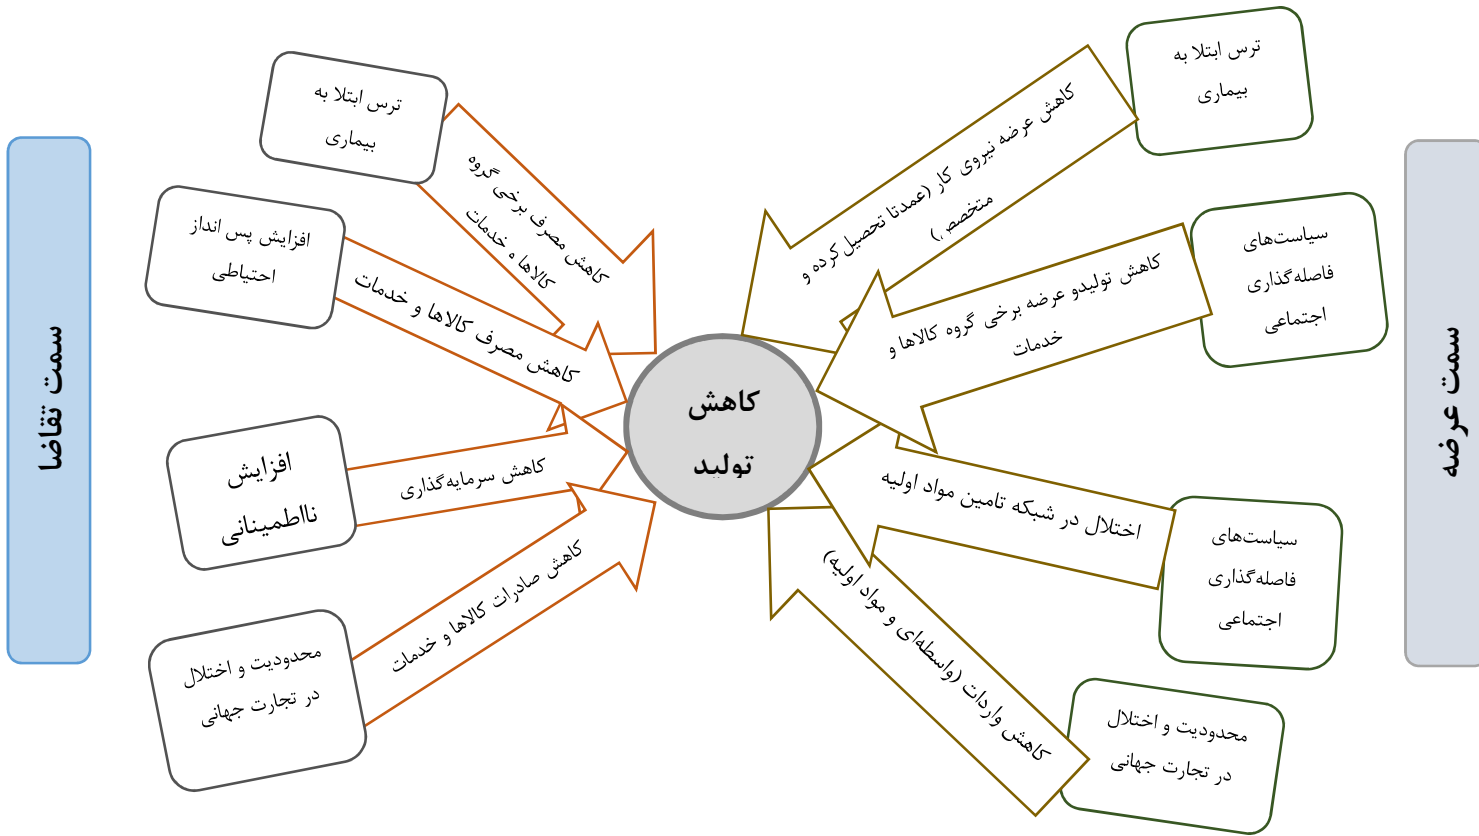 سمت عرضه
ترس ابتلا به
بیماری
کاهش عرضه نیروی کار (عمدتا تحصیل کرده و
متخصص)
سیاست‌های
فاصله‌گذاری
اجتماعی
کاهش تولیدو عرضه برخی گروه کالاها و
خدمات
سیاست‌های
فاصله‌گذاری
اجتماعی
اختلال در شبکه تامین مواد اولیه
محدودیت و اختلال
در تجارت جهانی
کاهش واردات (واسطه‌ای و مواد اولیه)
کاهش
تولید
ترس ابتلا به
بیماری
کاهش مصرف برخی گروه
کالاها و خدمات
افزایش پس انداز
احتیاطی
کاهش مصرف کالاها و خدمات
افزایش
نااطمینانی
کاهش سرمایه‌گذاری
محدودیت و اختلال
در تجارت جهانی
کاهش صادرات کالاها و خدمات
سمت تقاضا